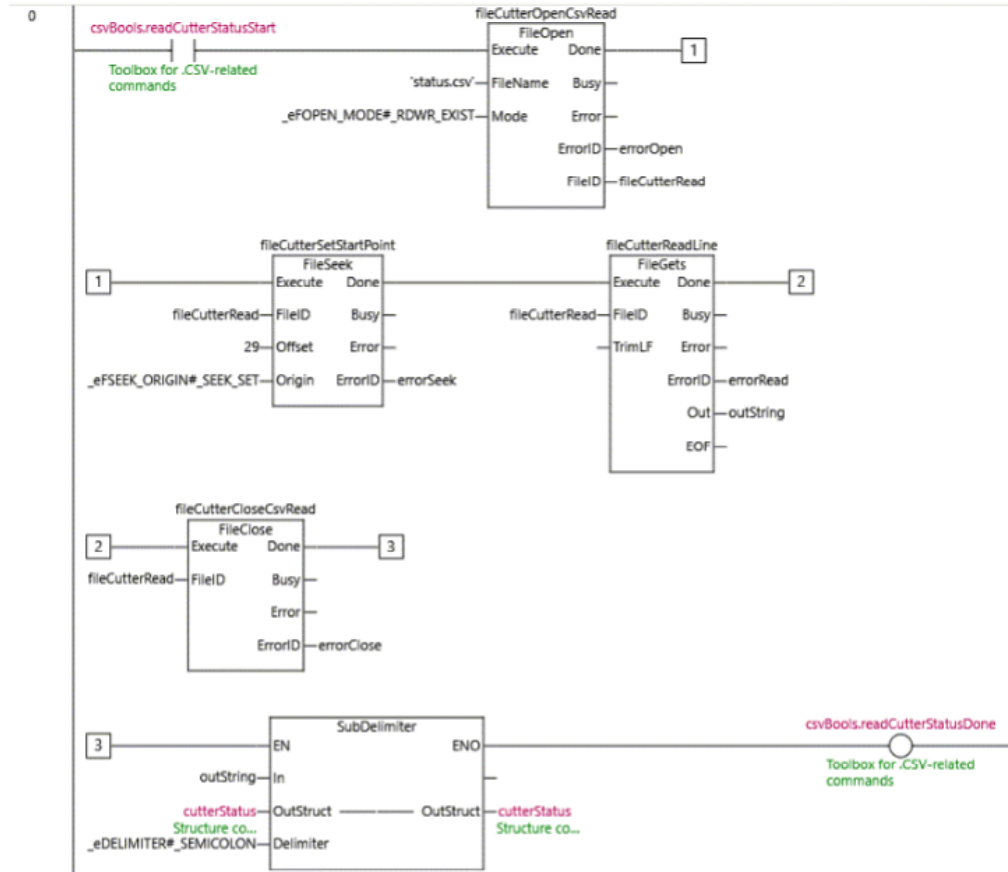 0
fileCutterOpenCsvRead
csvBools.readCutterStatusStart
FileOpen
Execute Done
1
Toolbox for .CSV-related
commands
'status.csv' FileName Busy
_eFOPEN_MODE#_RDWR_EXIST Mode Error
ErrorID errorOpen
FileID fileCutterRead
fileCutterSetStartPoint fileCutterReadLine
FileSeek FileGets
1 Execute Done Execute Done 2
fileCutterRead FileID Busy fileCutterRead FileID Busy
29 Offset Error TrimLF Error
_eFSEEK_ORIGIN#_SEEK_SET Origin ErrorID errorSeek ErrorID errorRead
Out outString
EOF
fileCutterCloseCsvRead
FileClose
2 Execute Done 3
fileCutterRead FileID Busy
Error
ErrorID errorClose
SubDelimiter csvBools.readCutterStatusDone
3 EN ENO
Toolbox for .CSV-related
commands
outString In
cutterStatus OutStruct OutStruct cutterStatus
Structure co... Structure co...
_eDELIMITER#_SEMICOLON Delimiter